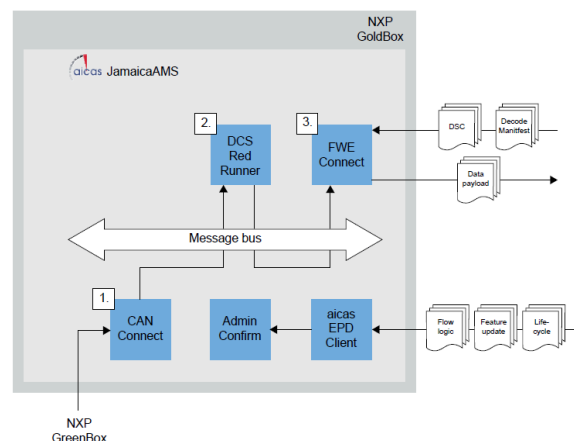 NXP
GoldBox
aicas JamaicaAMS
2.
DCS
Red
Runner
3.
FWE
Connect
DSC
Decode
Manifest
Data
payload
Message bus
1.
CAN
Connect
Admin
Confirm
aicas
EPD
Client
Flow
logic
Feature
update
Life-
cycle
NXP
GreenBox